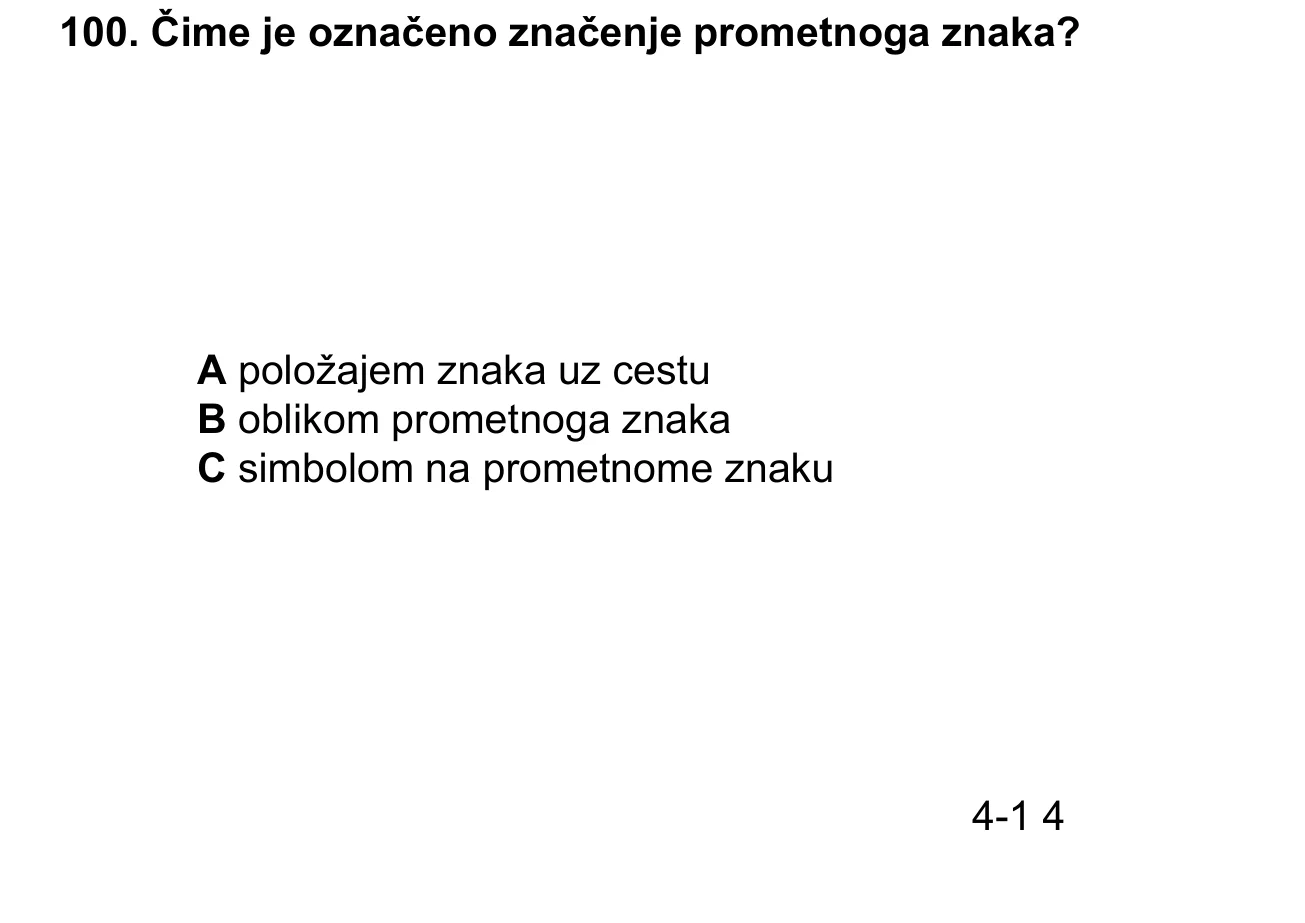 100. Čime je označeno značenje prometnoga znaka?
A položajem znaka uz cestu
B oblikom prometnoga znaka
C simbolom na prometnome znaku
4-1 4